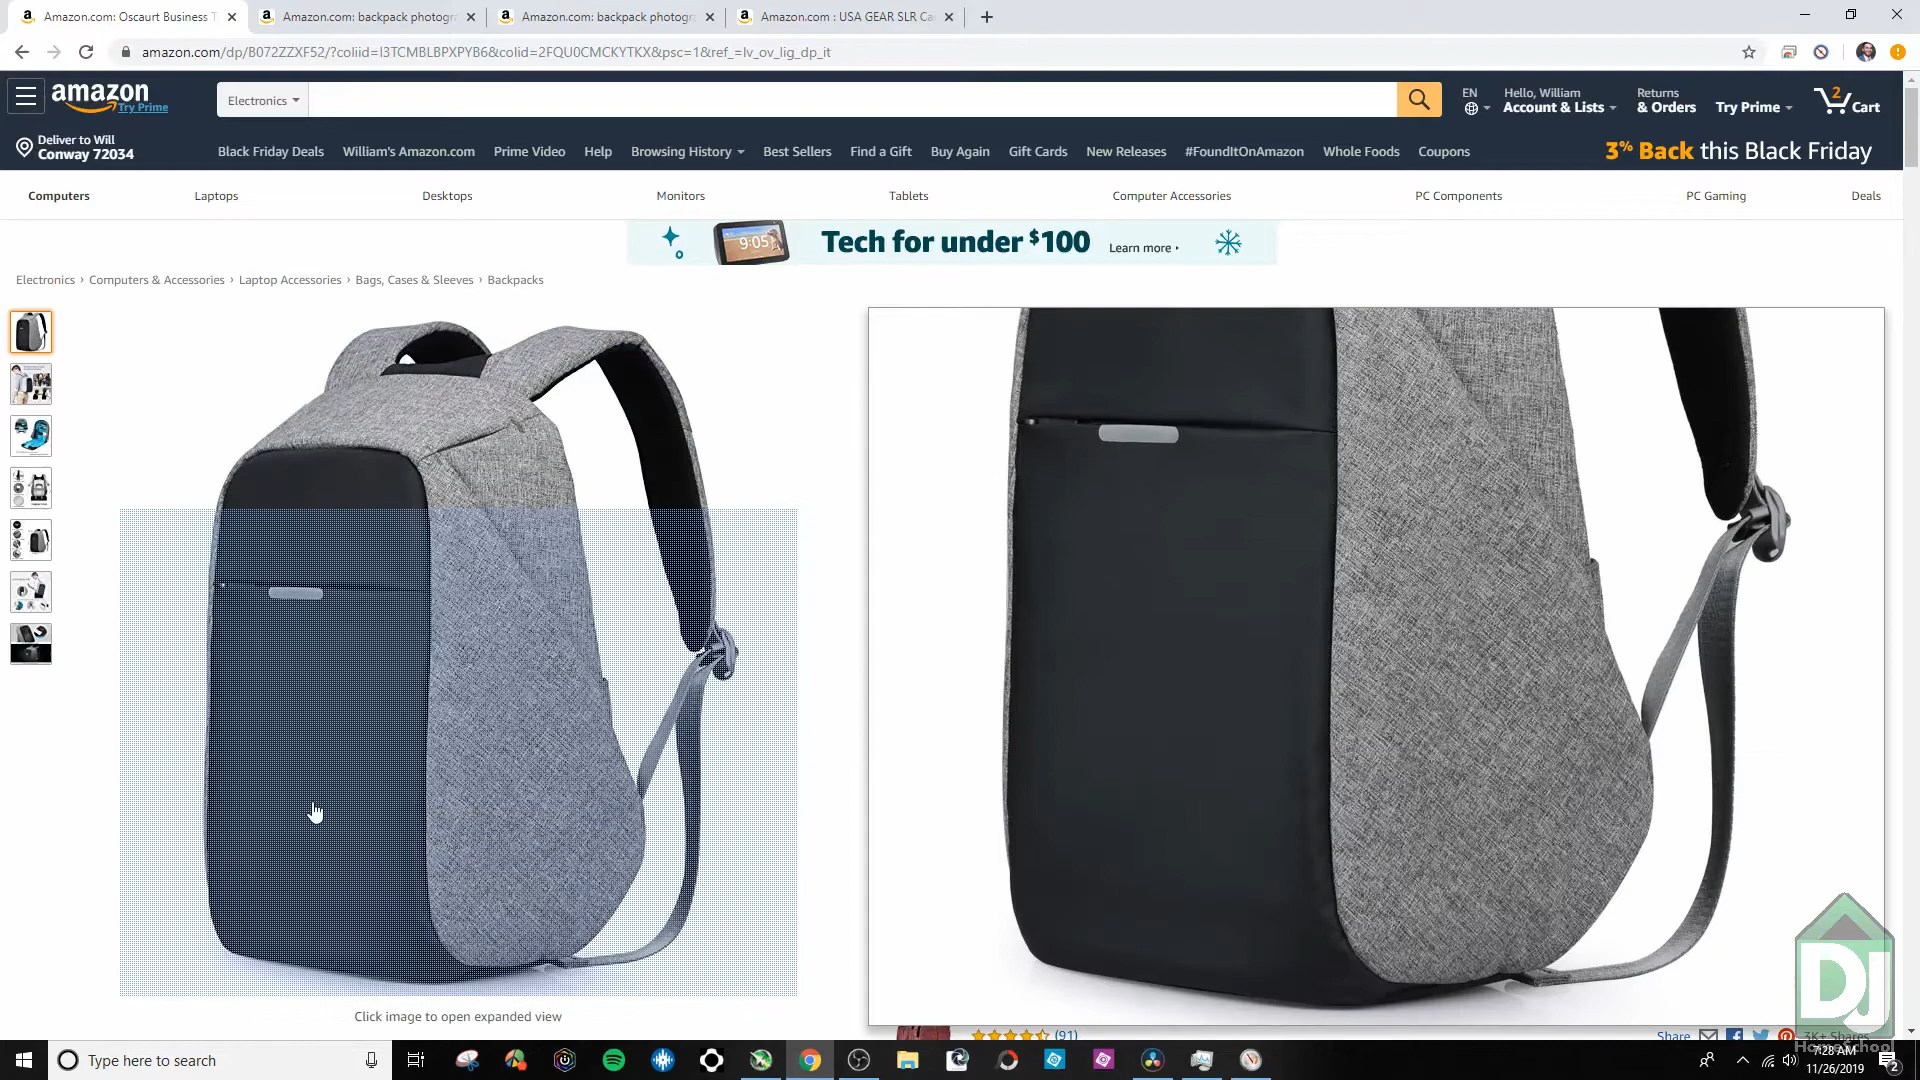 Amazon.com: Oscaurt Business T
Amazon.com: backpack photogr
Amazon.com: backpack photogr
Amazon.com : USA GEAR SLR Ca
amazon.com/dp/B072ZZXF52/?coliid=I3TCMBLBPXPYB6&colid=2FQU0CMCKYTKX&psc=1&ref_=lv_ov_lig_dp_it
amazon
Try Prime
Electronics
EN
Hello, William
Account & Lists
Returns
& Orders
Try Prime
2
Cart
Deliver to Will
Conway 72034
Black Friday Deals William's Amazon.com Prime Video Help Browsing History Best Sellers Find a Gift Buy Again Gift Cards New Releases #FoundItOnAmazon Whole Foods Coupons
3% Back this Black Friday
Computers Laptops Desktops Monitors Tablets Computer Accessories PC Components PC Gaming Deals
9:05
Tech for under $100 Learn more
Electronics › Computers & Accessories › Laptop Accessories › Bags, Cases & Sleeves › Backpacks
Click image to open expanded view
(91)
Share
3K+ Shares
DJ
HomeSchool
Type here to search
7:28 AM
11/26/2019
2